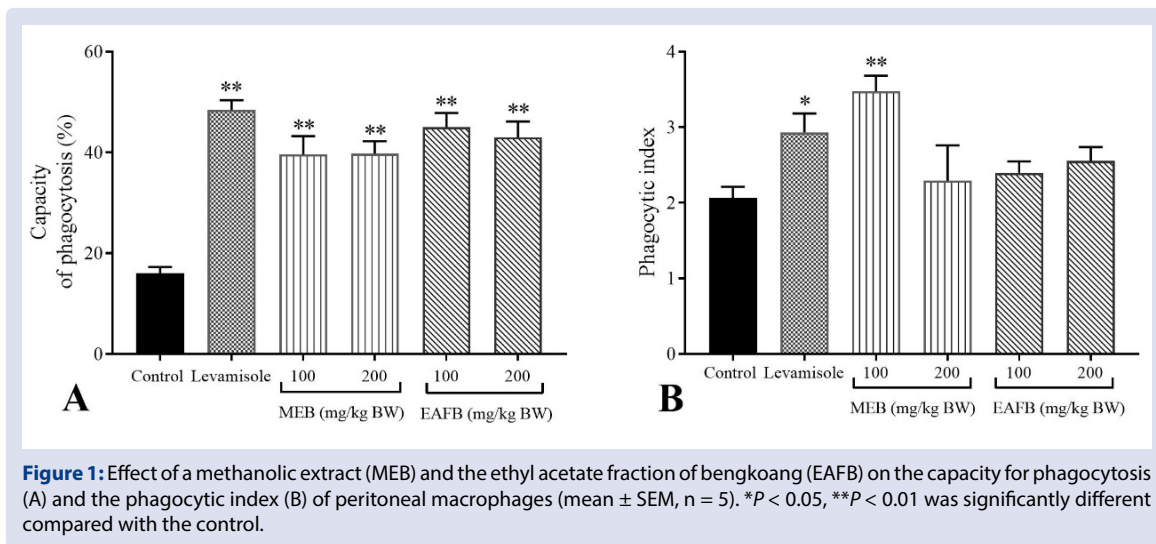 60
40
20
0
Capacity
of phagocytosis (%)
**
**
**
**
**
Control
Levamisole
100
200
100
200
MEB (mg/kg BW)
EAFB (mg/kg BW)
A
4
3
2
1
0
Phagocytic index
*
**
Control
Levamisole
100
200
100
200
MEB (mg/kg BW)
EAFB (mg/kg BW)
B
Figure 1: Effect of a methanolic extract (MEB) and the ethyl acetate fraction of bengkoang (EAFB) on the capacity for phagocytosis
(A) and the phagocytic index (B) of peritoneal macrophages (mean ± SEM, n = 5). *P < 0.05, **P < 0.01 was significantly different
compared with the control.